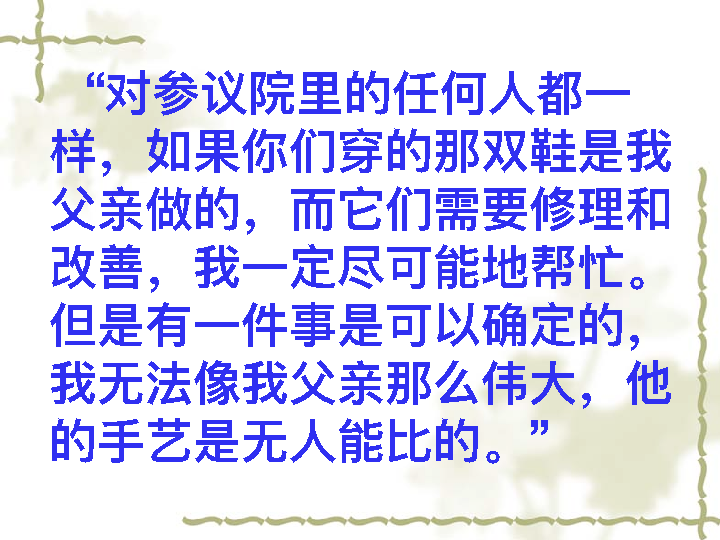 “对参议院里的任何人都一
样，如果你们穿的那双鞋是我
父亲做的，而它们需要修理和
改善，我一定尽可能地帮忙。
但是有一件事是可以确定的，
我无法像我父亲那么伟大，他
的手艺是无人能比的。”